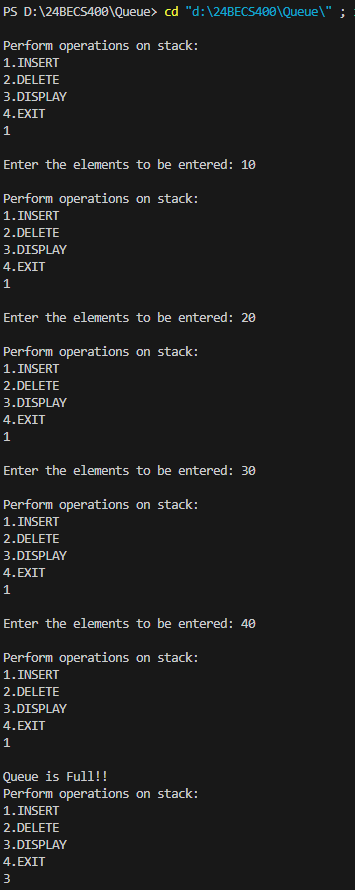 PS D:\24BECS400\Queue> cd "d:\24BECS400\Queue\" ;
Perform operations on stack:
1.INSERT
2.DELETE
3.DISPLAY
4.EXIT
1
Enter the elements to be entered: 10
Perform operations on stack:
1.INSERT
2.DELETE
3.DISPLAY
4.EXIT
1
Enter the elements to be entered: 20
Perform operations on stack:
1.INSERT
2.DELETE
3.DISPLAY
4.EXIT
1
Enter the elements to be entered: 30
Perform operations on stack:
1.INSERT
2.DELETE
3.DISPLAY
4.EXIT
1
Enter the elements to be entered: 40
Perform operations on stack:
1.INSERT
2.DELETE
3.DISPLAY
4.EXIT
1
Queue is Full!!
Perform operations on stack:
1.INSERT
2.DELETE
3.DISPLAY
4.EXIT
3